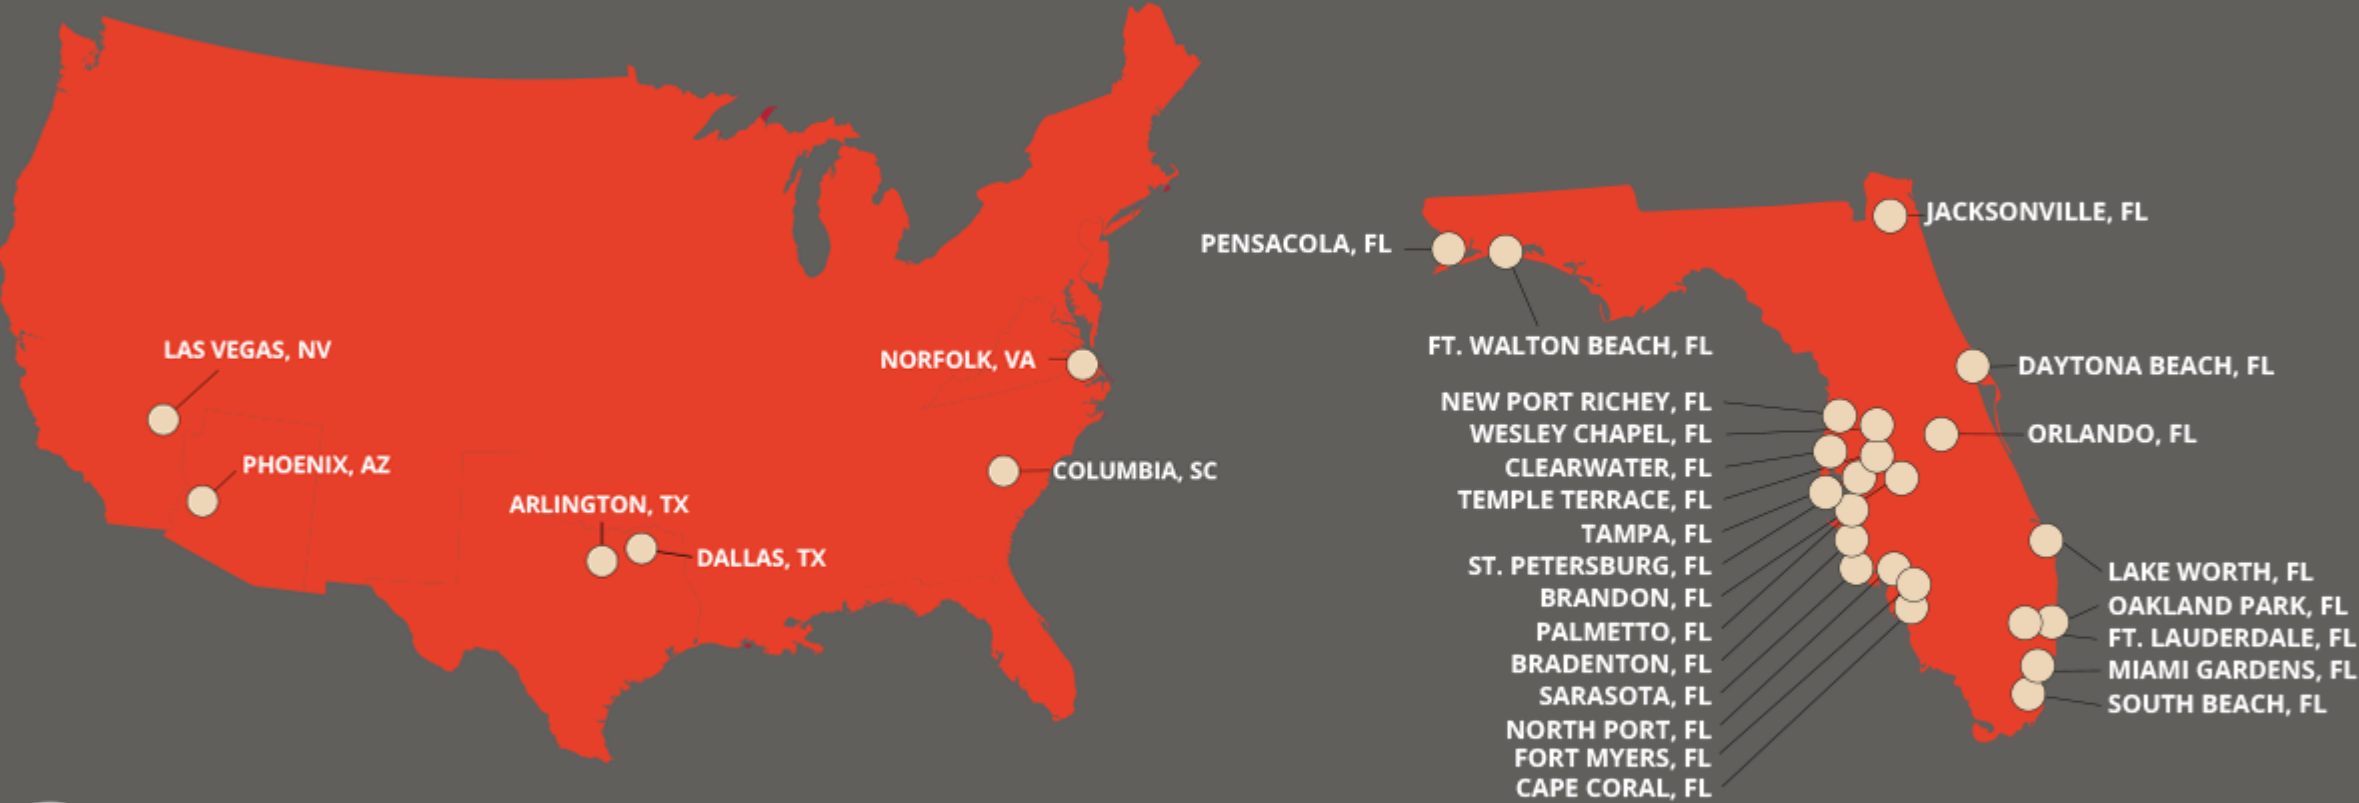 LAS VEGAS, NV
PHOENIX, AZ
ARLINGTON, TX
DALLAS, TX
NORFOLK, VA
COLUMBIA, SC
PENSACOLA, FL
FT. WALTON BEACH, FL
NEW PORT RICHEY, FL
WESLEY CHAPEL, FL
CLEARWATER, FL
TEMPLE TERRACE, FL
TAMPA, FL
ST. PETERSBURG, FL
BRANDON, FL
PALMETTO, FL
BRADENTON, FL
SARASOTA, FL
NORTH PORT, FL
FORT MYERS, FL
CAPE CORAL, FL
JACKSONVILLE, FL
DAYTONA BEACH, FL
ORLANDO, FL
LAKE WORTH, FL
OAKLAND PARK, FL
FT. LAUDERDALE, FL
MIAMI GARDENS, FL
SOUTH BEACH, FL